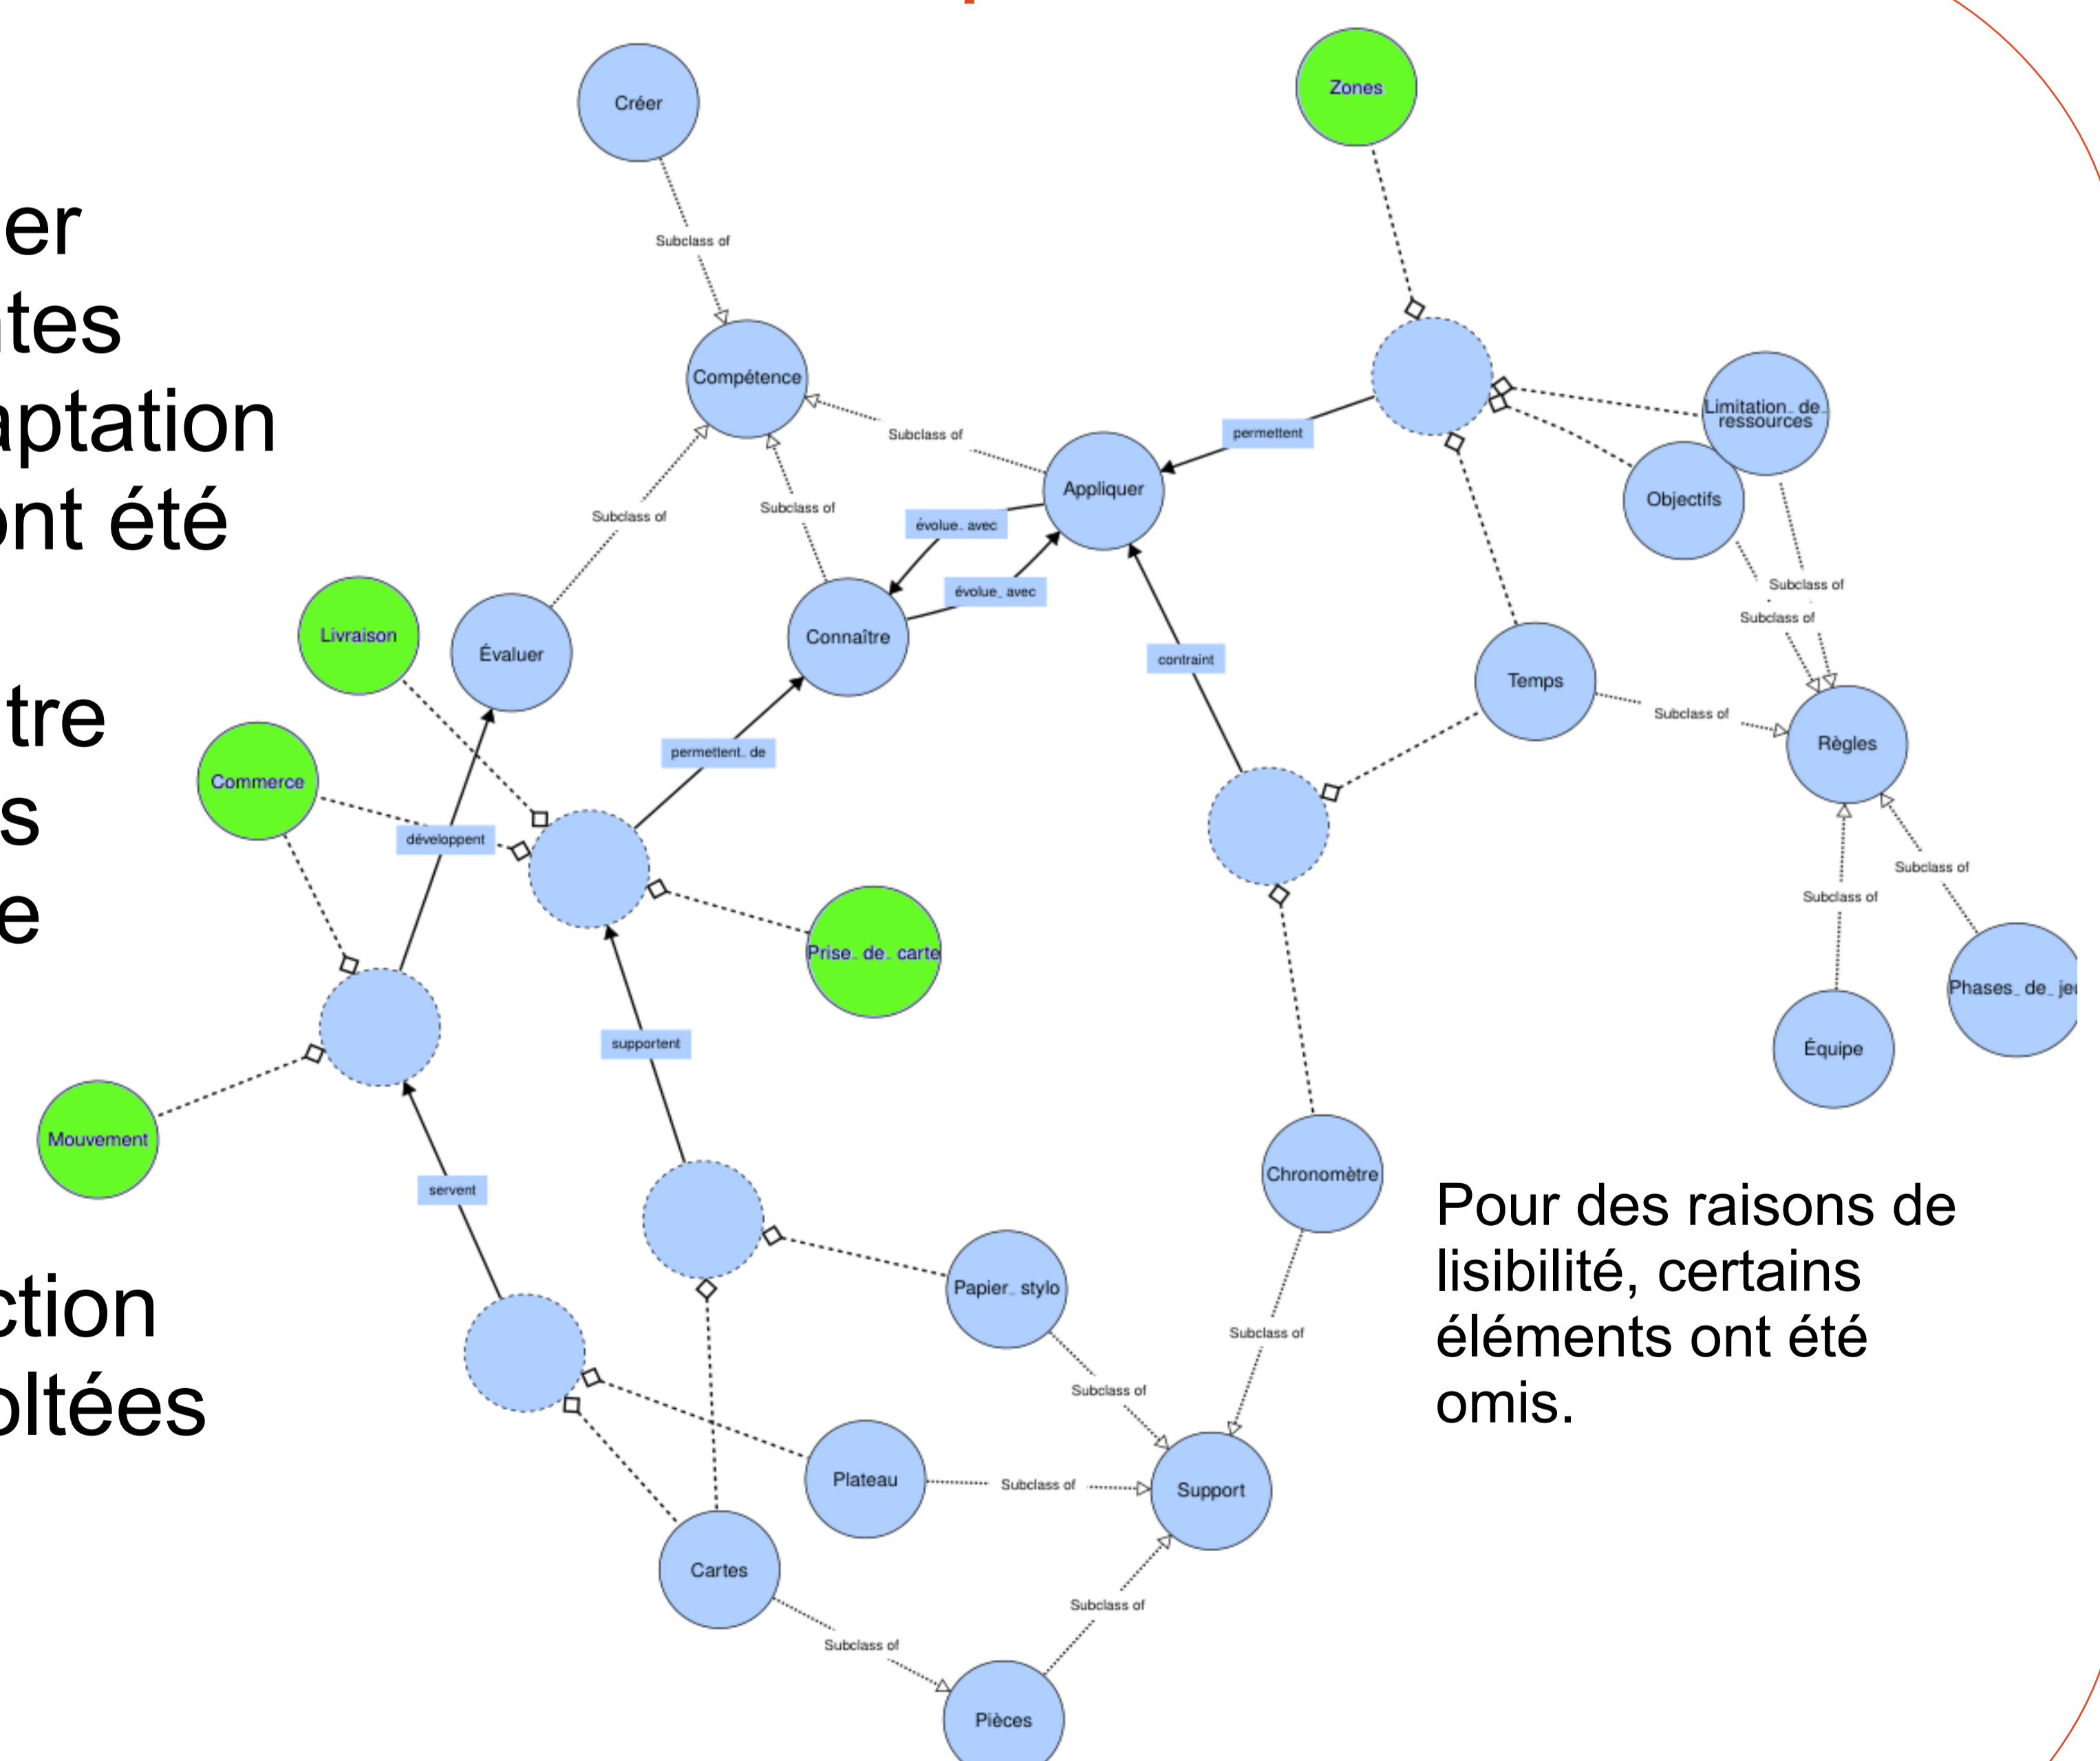 er
tes
aptation
ont été
tre
s
e
ction
oltées
Créer
Zones
Subclass of
Compétence
Limitation_de_
ressources
Subclass of
permettent
Appliquer
Objectifs
Subclass of
Subclass of
évolue_avec
évolue_avec
Subclass of
Subclass of
Livraison
Évaluer
Connaître
contraint
Temps
Subclass of
Règles
Commerce
permettent_de
développent
Subclass of
Subclass of
Prise_de_carte
Phases_de_jeu
Équipe
supportent
Mouvement
servent
Chronomètre
Papier_stylo
Subclass of
Subclass of
Plateau
Subclass of
Support
Cartes
Subclass of
Subclass of
Pièces
Pour des raisons de
lisibilité, certains
éléments ont été
omis.